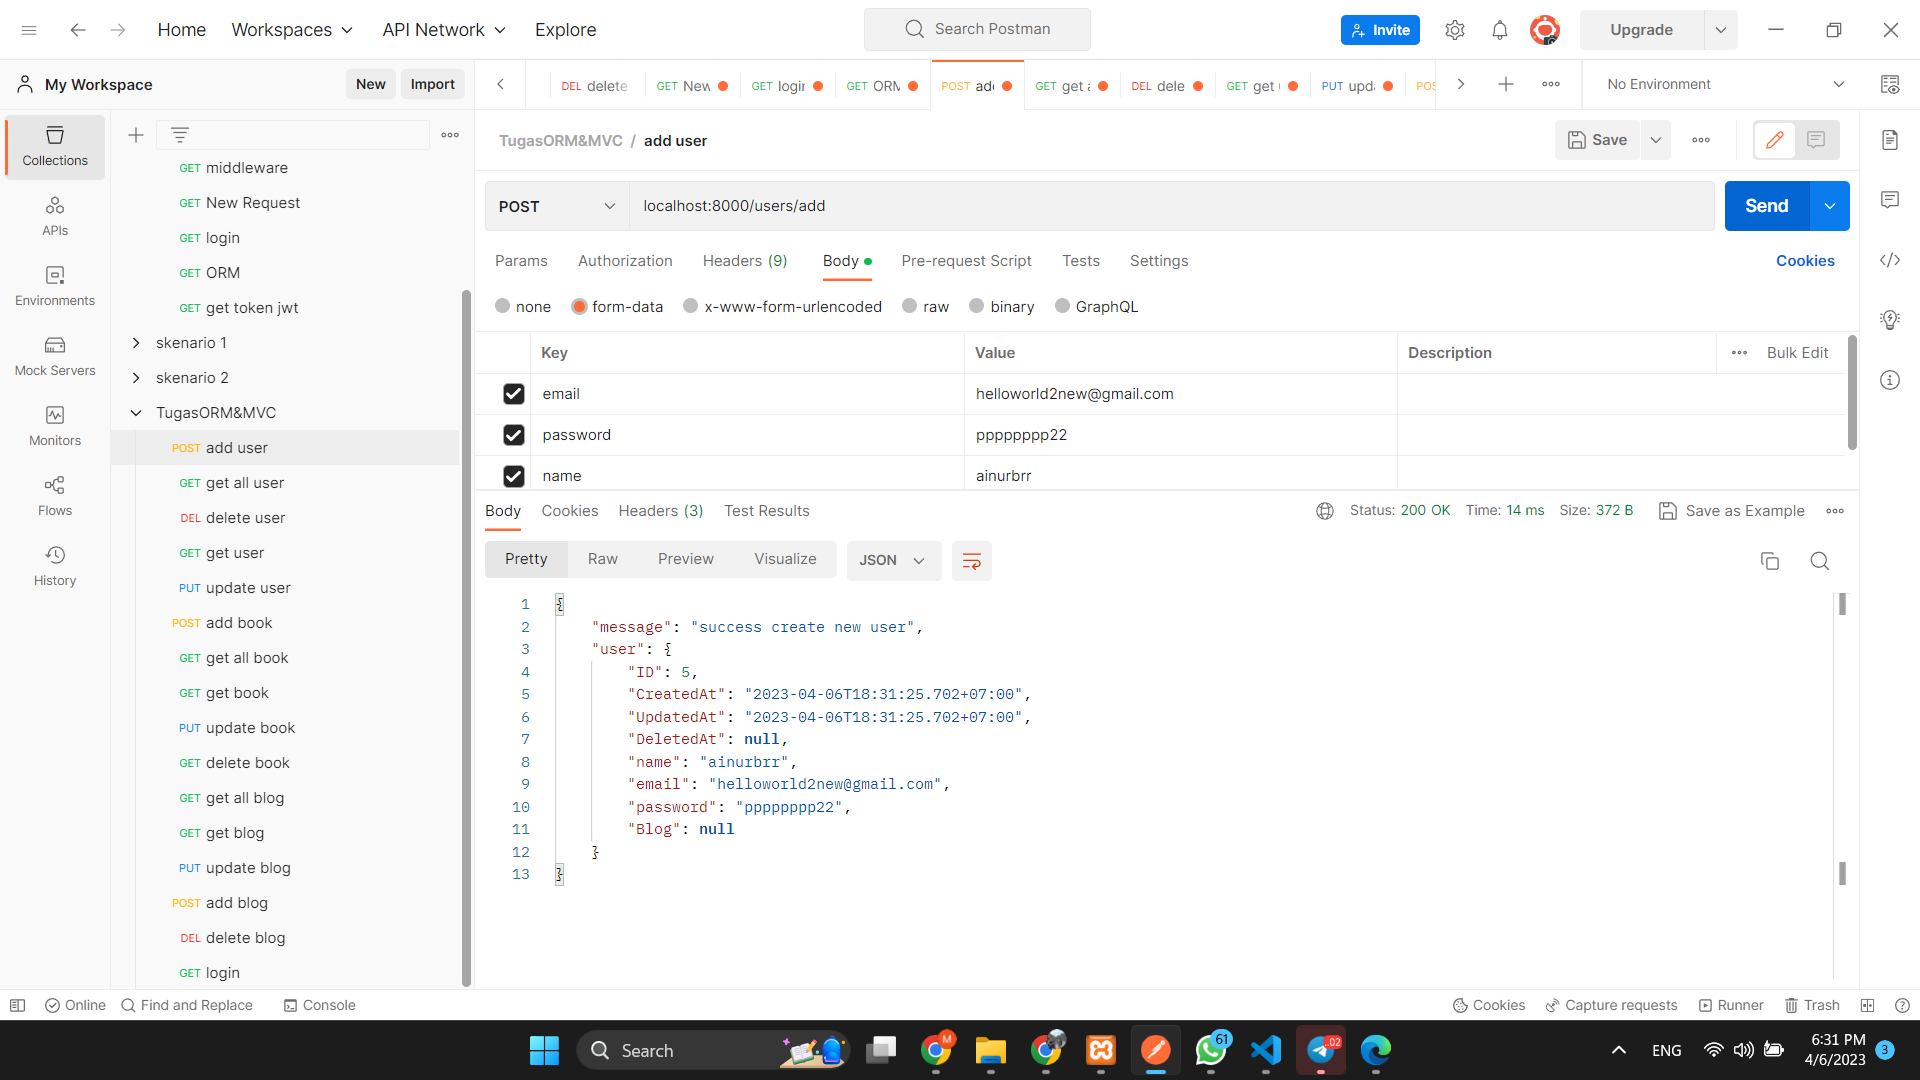 Home
Workspaces
API Network
Explore
Search Postman
Invite
Upgrade
My Workspace
New
Import
DEL delete
GET New
GET login
GET ORM
POST add
GET get a
DEL dele
GET get
PUT upda
POS
No Environment
Collections
APIs
Environments
Mock Servers
Monitors
Flows
History
GET middleware
GET New Request
GET login
GET ORM
GET get token jwt
skenario 1
skenario 2
TugasORM&MVC
POST add user
GET get all user
DEL delete user
GET get user
PUT update user
POST add book
GET get all book
GET get book
PUT update book
GET delete book
GET get all blog
GET get blog
PUT update blog
POST add blog
DEL delete blog
GET login
TugasORM&MVC / add user
Save
POST
localhost:8000/users/add
Send
Params
Authorization
Headers (9)
Body
Pre-request Script
Tests
Settings
Cookies
none
form-data
x-www-form-urlencoded
raw
binary
GraphQL
Key Value Description
Bulk Edit
email helloworld2new@gmail.com
password pppppppp22
name ainurbrr
Body
Cookies
Headers (3)
Test Results
Status: 200 OK Time: 14 ms Size: 372 B
Save as Example
Pretty
Raw
Preview
Visualize
JSON
1 {
2 "message": "success create new user",
3 "user": {
4 "ID": 5,
5 "CreatedAt": "2023-04-06T18:31:25.702+07:00",
6 "UpdatedAt": "2023-04-06T18:31:25.702+07:00",
7 "DeletedAt": null,
8 "name": "ainurbrr",
9 "email": "helloworld2new@gmail.com",
10 "password": "pppppppp22",
11 "Blog": null
12 }
13 }
Online
Find and Replace
Console
Cookies
Capture requests
Runner
Trash
Search
M
61
.02
ENG
6:31 PM
4/6/2023
3